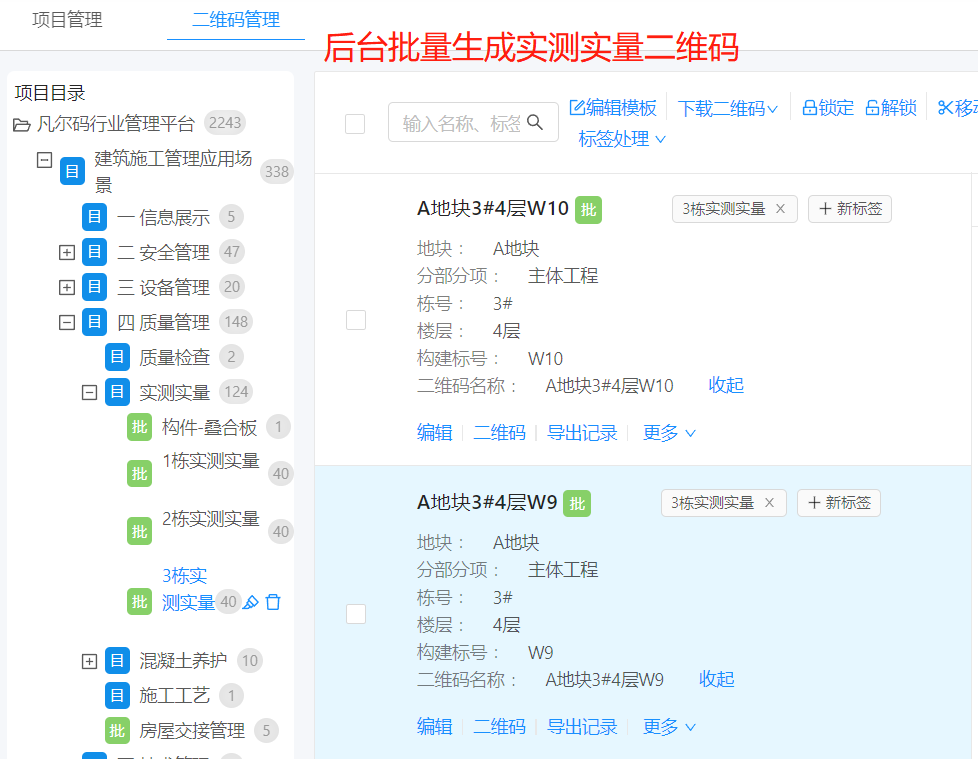 项目管理
二维码管理
后台批量生成实测实量二维码
项目目录
凡尔码行业管理平台 2243
建筑施工管理应用场
景
338
目
目 一 信息展示 5
目 二 安全管理 47
目 三 设备管理 20
目 四 质量管理 148
目 质量检查 2
目 实测实量 124
批 构件-叠合板 1
批 1栋实测实量 40
批 2栋实测实量 40
3栋实
批 测实量 40
目 混凝土养护 10
目 施工工艺 1
批 房屋交接管理 5
输入名称、标签
编辑模板
下载二维码
锁定
解锁
标签处理
A地块3#4层W10 批
3栋实测实量 ×
+ 新标签
地块： A地块
分部分项： 主体工程
栋号： 3#
楼层： 4层
构建标号： W10
二维码名称： A地块3#4层W10 收起
编辑 二维码 导出记录 更多
A地块3#4层W9 批
3栋实测实量 ×
+ 新标签
地块： A地块
分部分项： 主体工程
栋号： 3#
楼层： 4层
构建标号： W9
二维码名称： A地块3#4层W9 收起
编辑 二维码 导出记录 更多